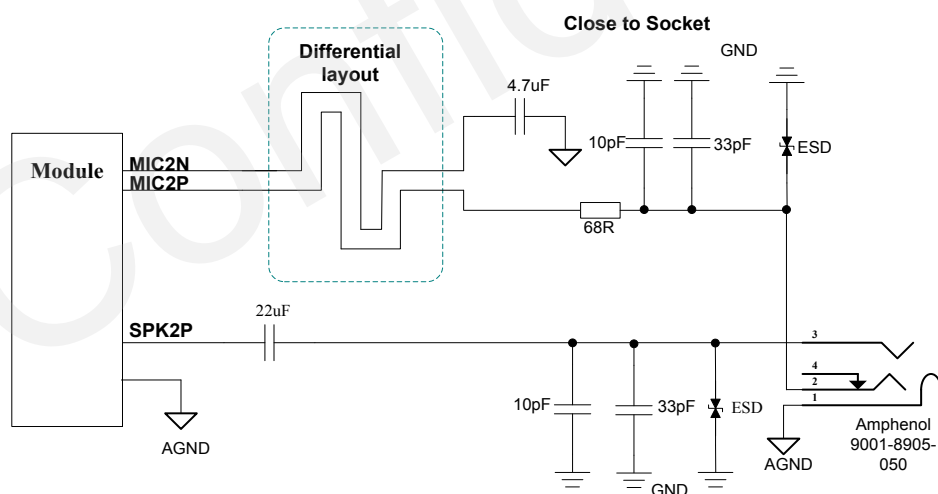 Close to Socket
Differential
layout
GND
4.7uF
10pF
33pF
ESD
Module
MIC2N
MIC2P
68R
22uF
SPK2P
3
4
2
1
10pF
33pF
ESD
AGND
AGND
GND
Amphenol
9001-8905-
050